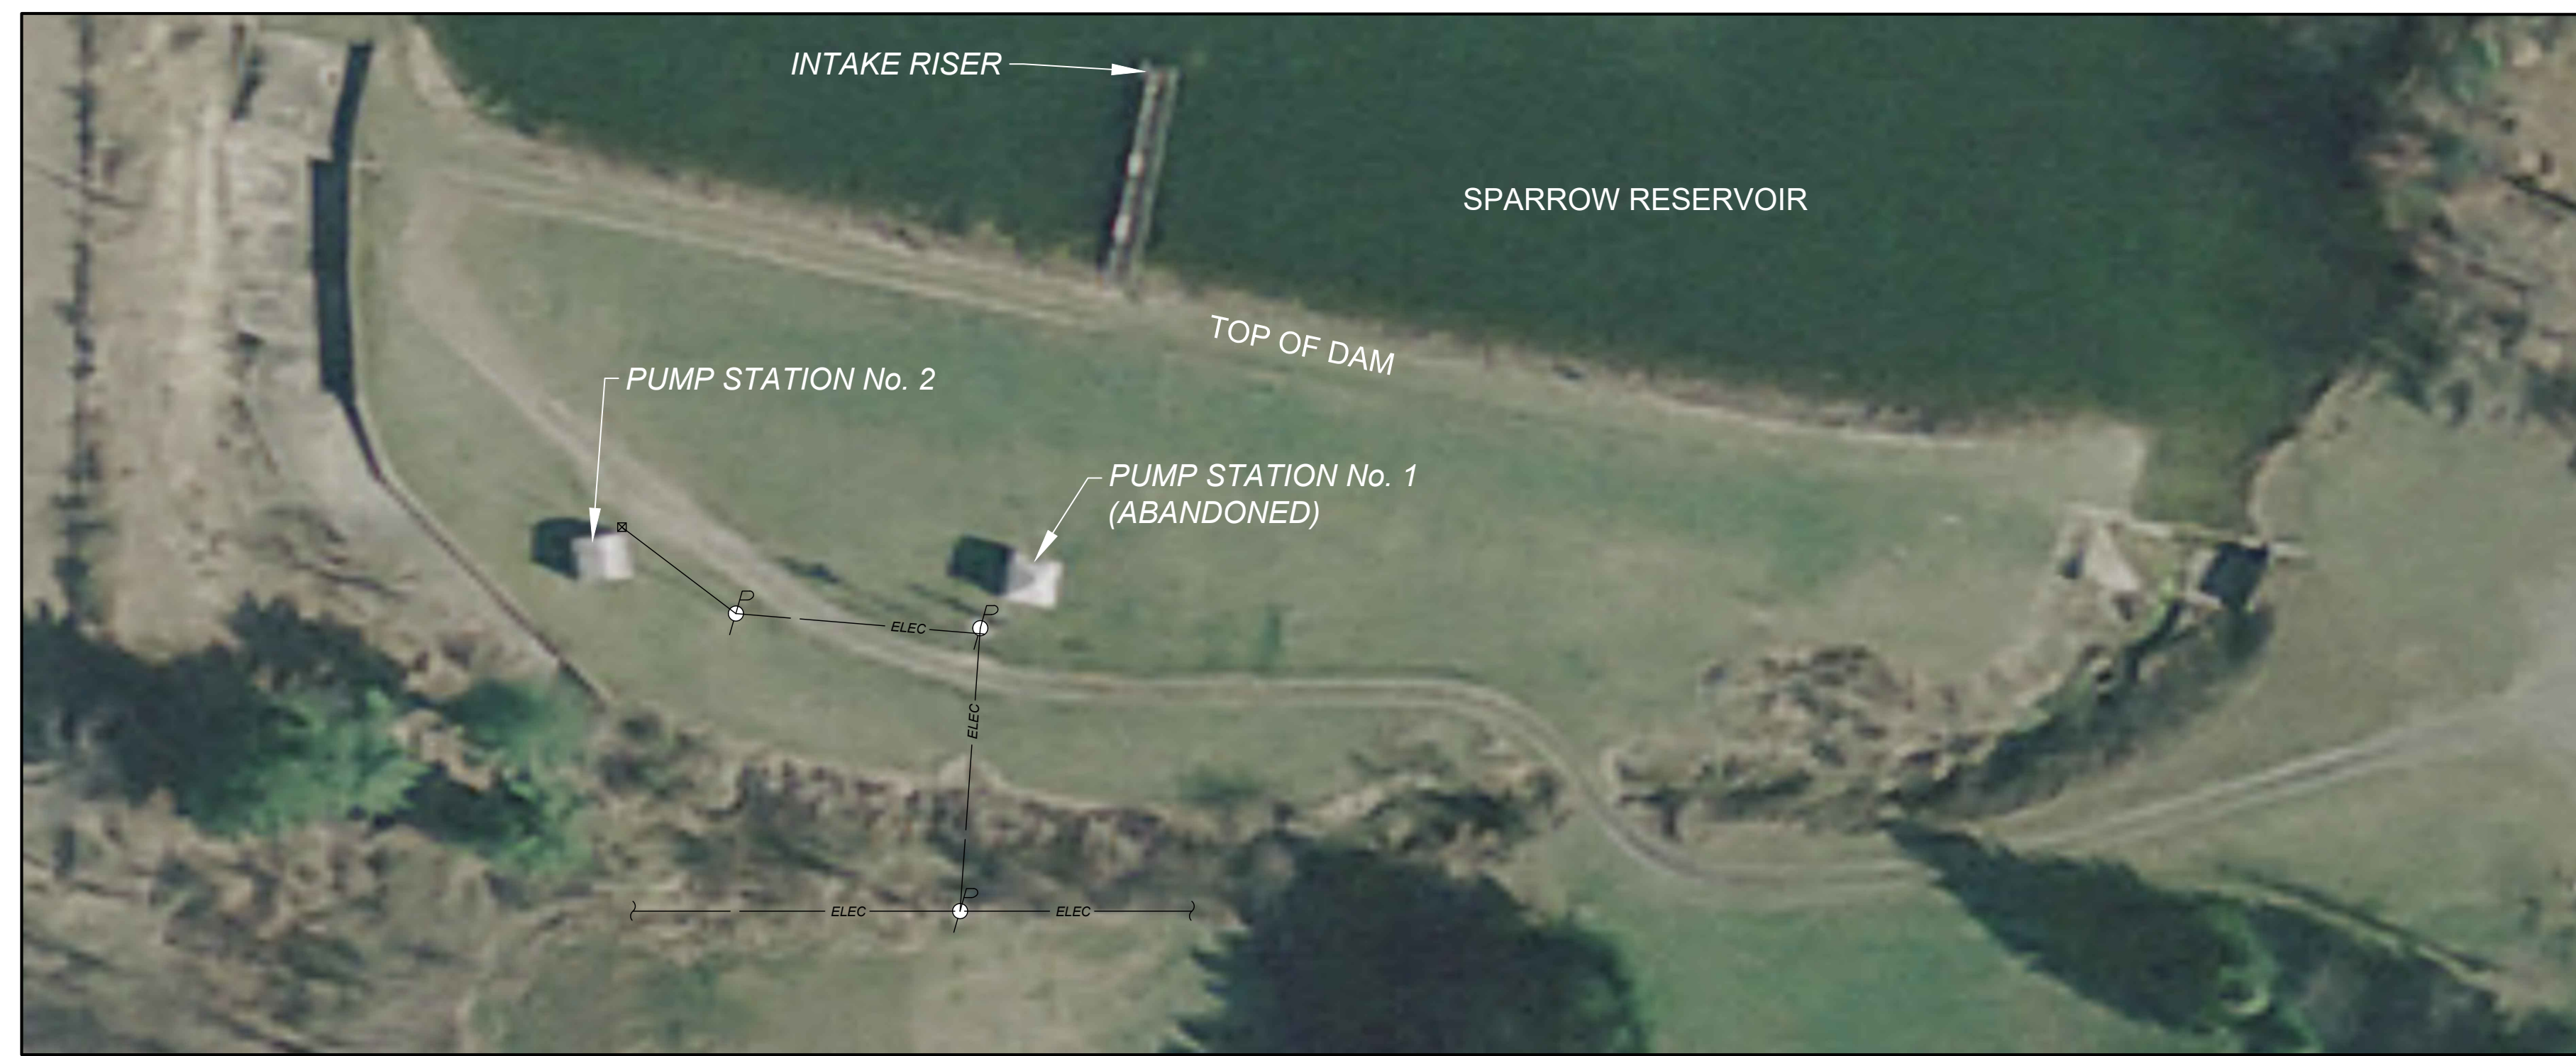 INTAKE RISER
SPARROW RESERVOIR
TOP OF DAM
PUMP STATION No. 2
PUMP STATION No. 1
(ABANDONED)
P
P
ELEC
ELEC
P
ELEC
ELEC